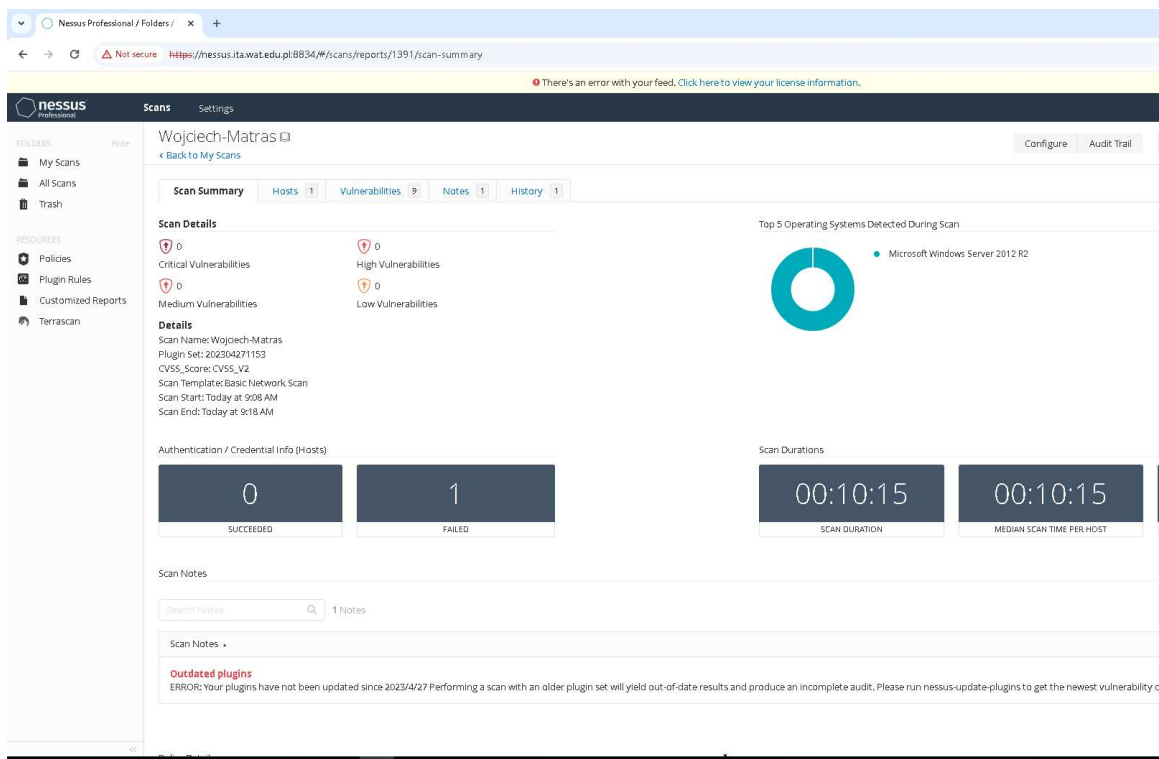 Nessus Professional / Folders /
Not secure https://nessus.ita.wat.edu.pl:8834/#/scans/reports/1391/scan-summary
There's an error with your feed. Click here to view your license information.
nessus Professional
Scans Settings
FOLDERS Hide
My Scans
All Scans
Trash
RESOURCES
Policies
Plugin Rules
Customized Reports
Terrascan
Wojciech-Matras
Configure Audit Trail
< Back to My Scans
Scan Summary Hosts 1 Vulnerabilities 9 Notes 1 History 1
Scan Details
0
Critical Vulnerabilities
0
High Vulnerabilities
0
Medium Vulnerabilities
0
Low Vulnerabilities
Details
Scan Name: Wojciech-Matras
Plugin Set: 202304271153
CVSS_Score: CVSS_V2
Scan Template: Basic Network Scan
Scan Start: Today at 9:08 AM
Scan End: Today at 9:18 AM
Top 5 Operating Systems Detected During Scan
Microsoft Windows Server 2012 R2
Authentication / Credential Info (Hosts)
0
SUCCEEDED
1
FAILED
Scan Durations
00:10:15
SCAN DURATION
00:10:15
MEDIAN SCAN TIME PER HOST
Scan Notes
Search Notes 1 Notes
Scan Notes
Outdated plugins
ERROR: Your plugins have not been updated since 2023/4/27 Performing a scan with an older plugin set will yield out-of-date results and produce an incomplete audit. Please run nessus-update-plugins to get the newest vulnerability